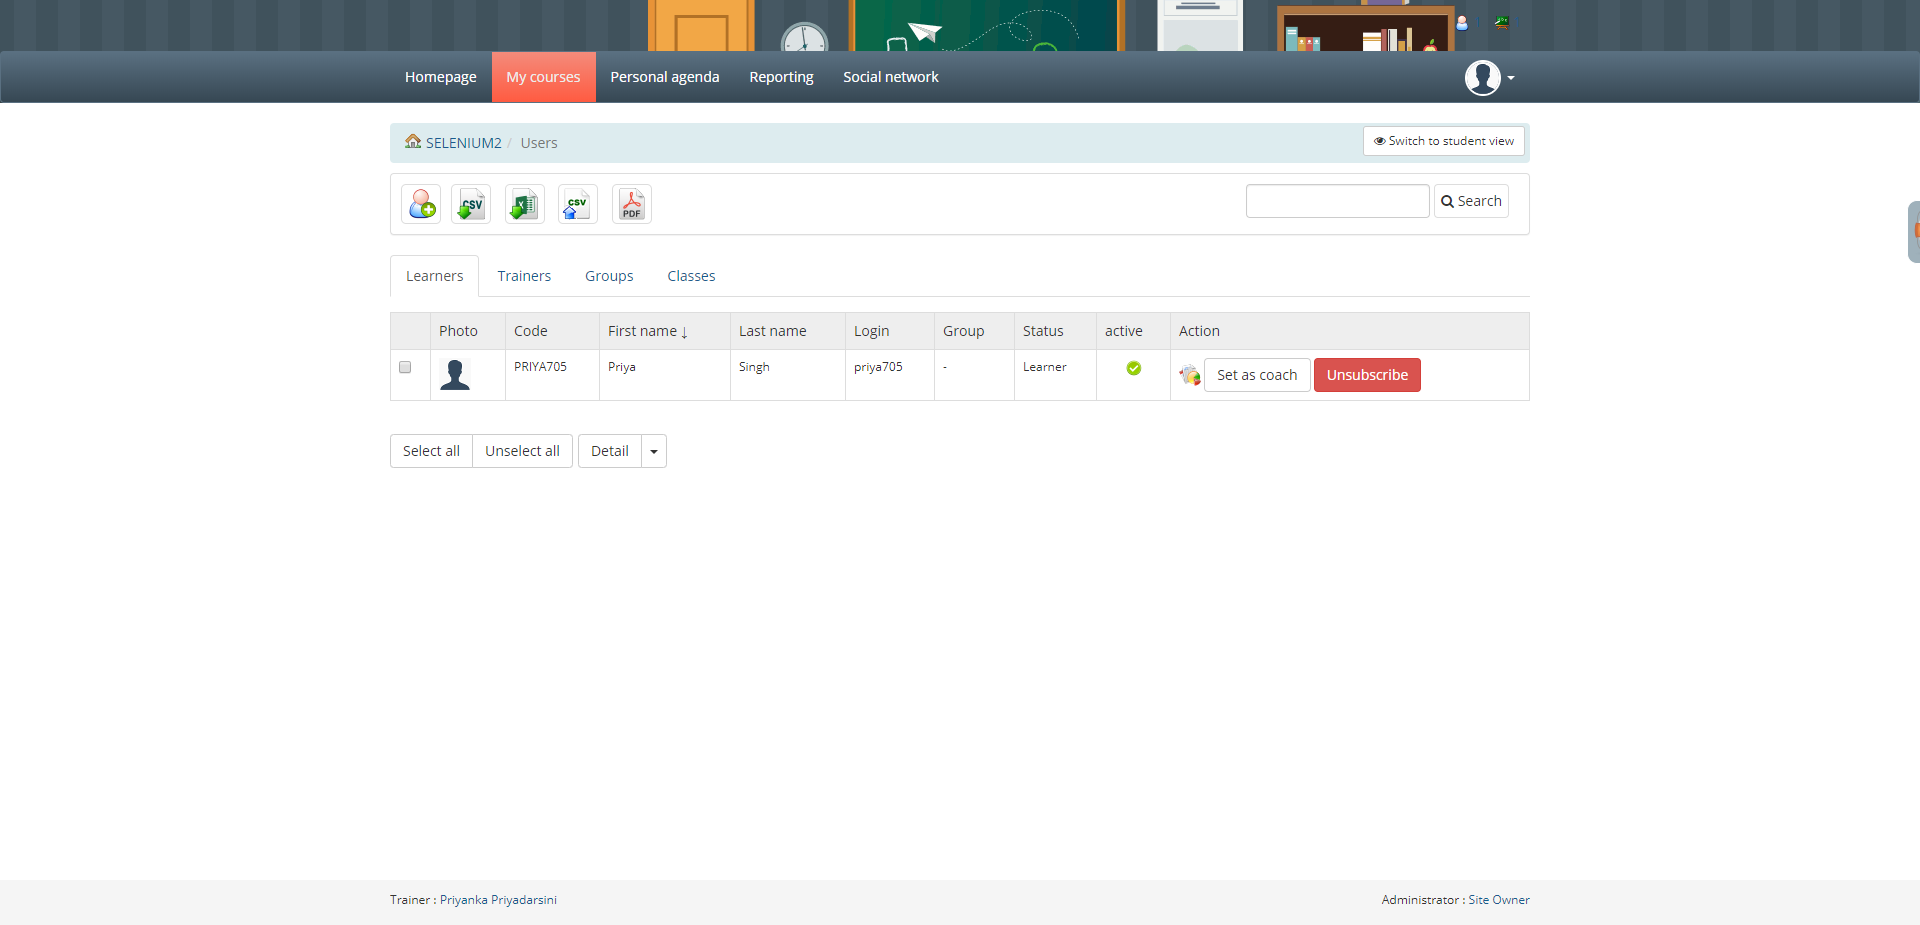 Homepage My courses Personal agenda Reporting Social network
SELENIUM2 / Users Switch to student view
CSV CSV PDF Search
Learners Trainers Groups Classes
Photo Code First name ↓ Last name Login Group Status active Action
PRIYA705 Priya Singh priya705 - Learner Set as coach Unsubscribe
Select all Unselect all Detail
Trainer : Priyanka Priyadarsini Administrator : Site Owner